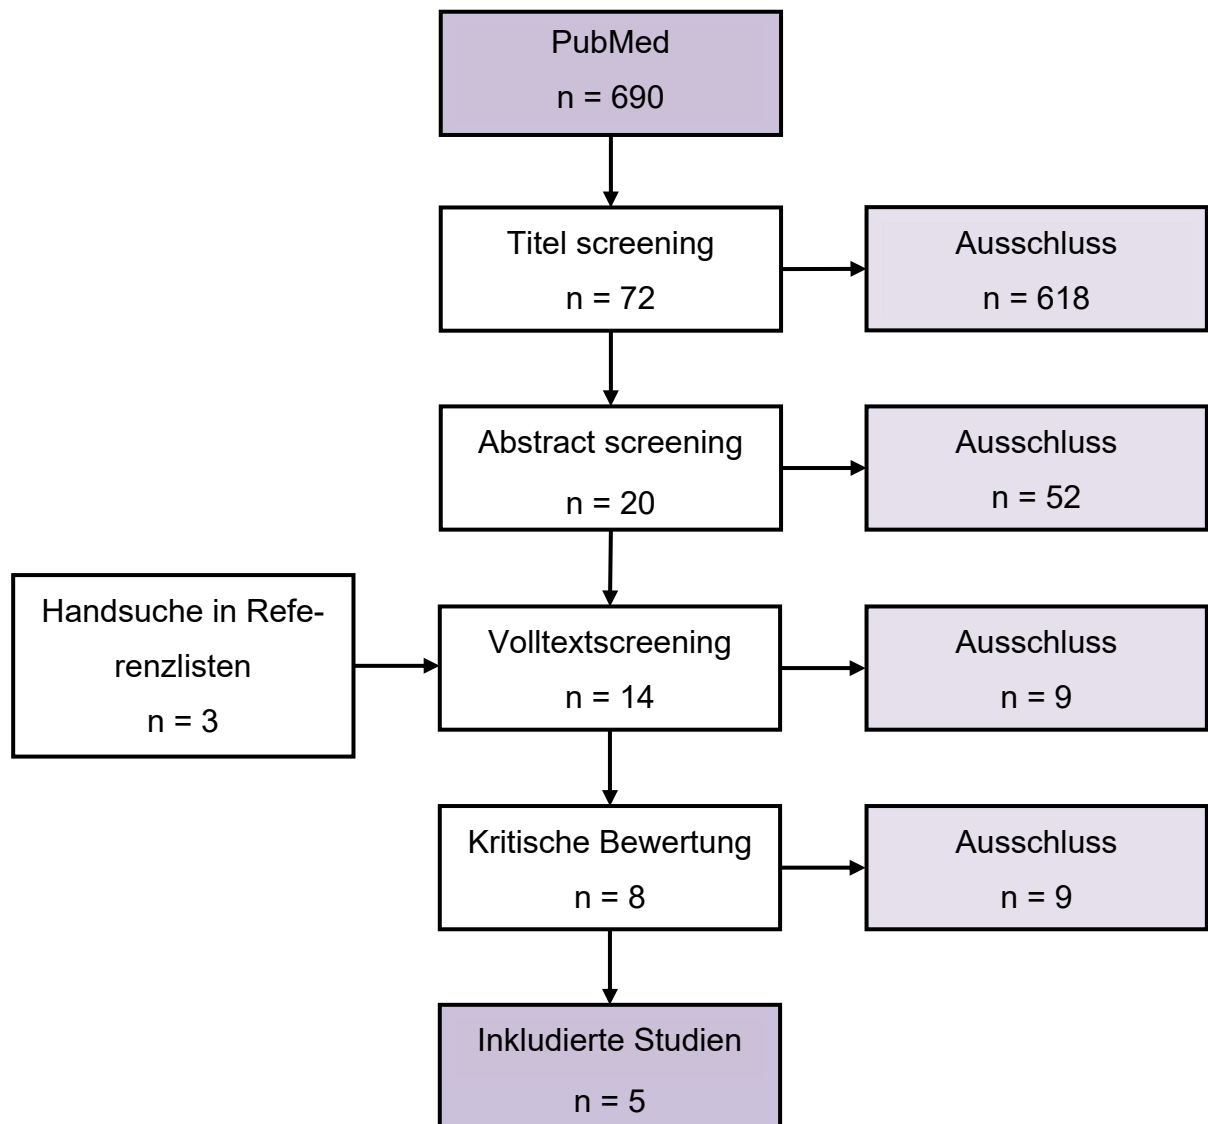 PubMed
n = 690
Titel screening
n = 72
Ausschluss
n = 618
Abstract screening
n = 20
Ausschluss
n = 52
Handsuche in Refe-
renzlisten
n = 3
Volltextscreening
n = 14
Ausschluss
n = 9
Kritische Bewertung
n = 8
Ausschluss
n = 9
Inkludierte Studien
n = 5